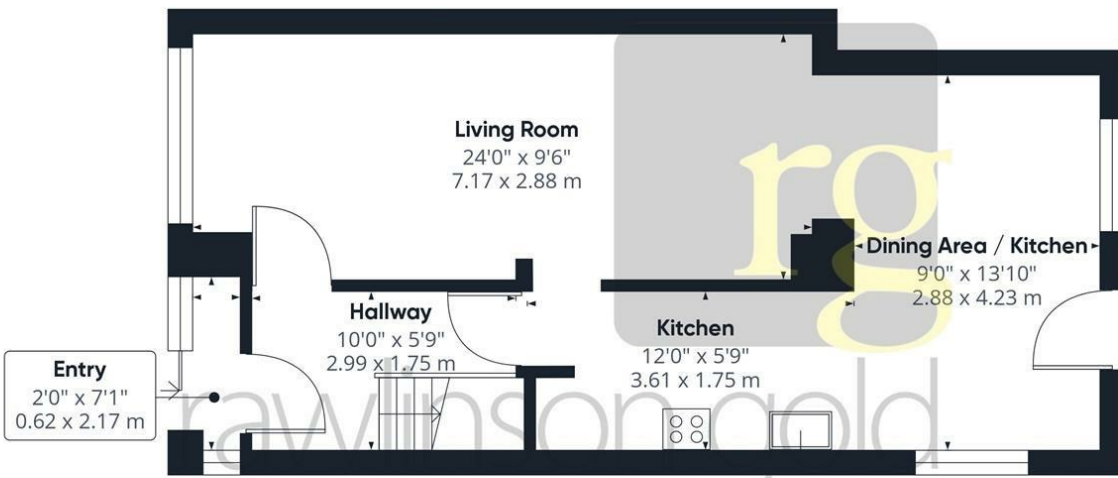 Living Room
24'0" x 9'6"
7.17 x 2.88 m
rg
Dining Area / Kitchen
9'0" x 13'10"
2.88 x 4.23 m
Hallway
10'0" x 5'9"
2.99 x 1.75 m
Kitchen
12'0" x 5'9"
3.61 x 1.75 m
Entry
2'0" x 7'1"
0.62 x 2.17 m
rawlinson gold